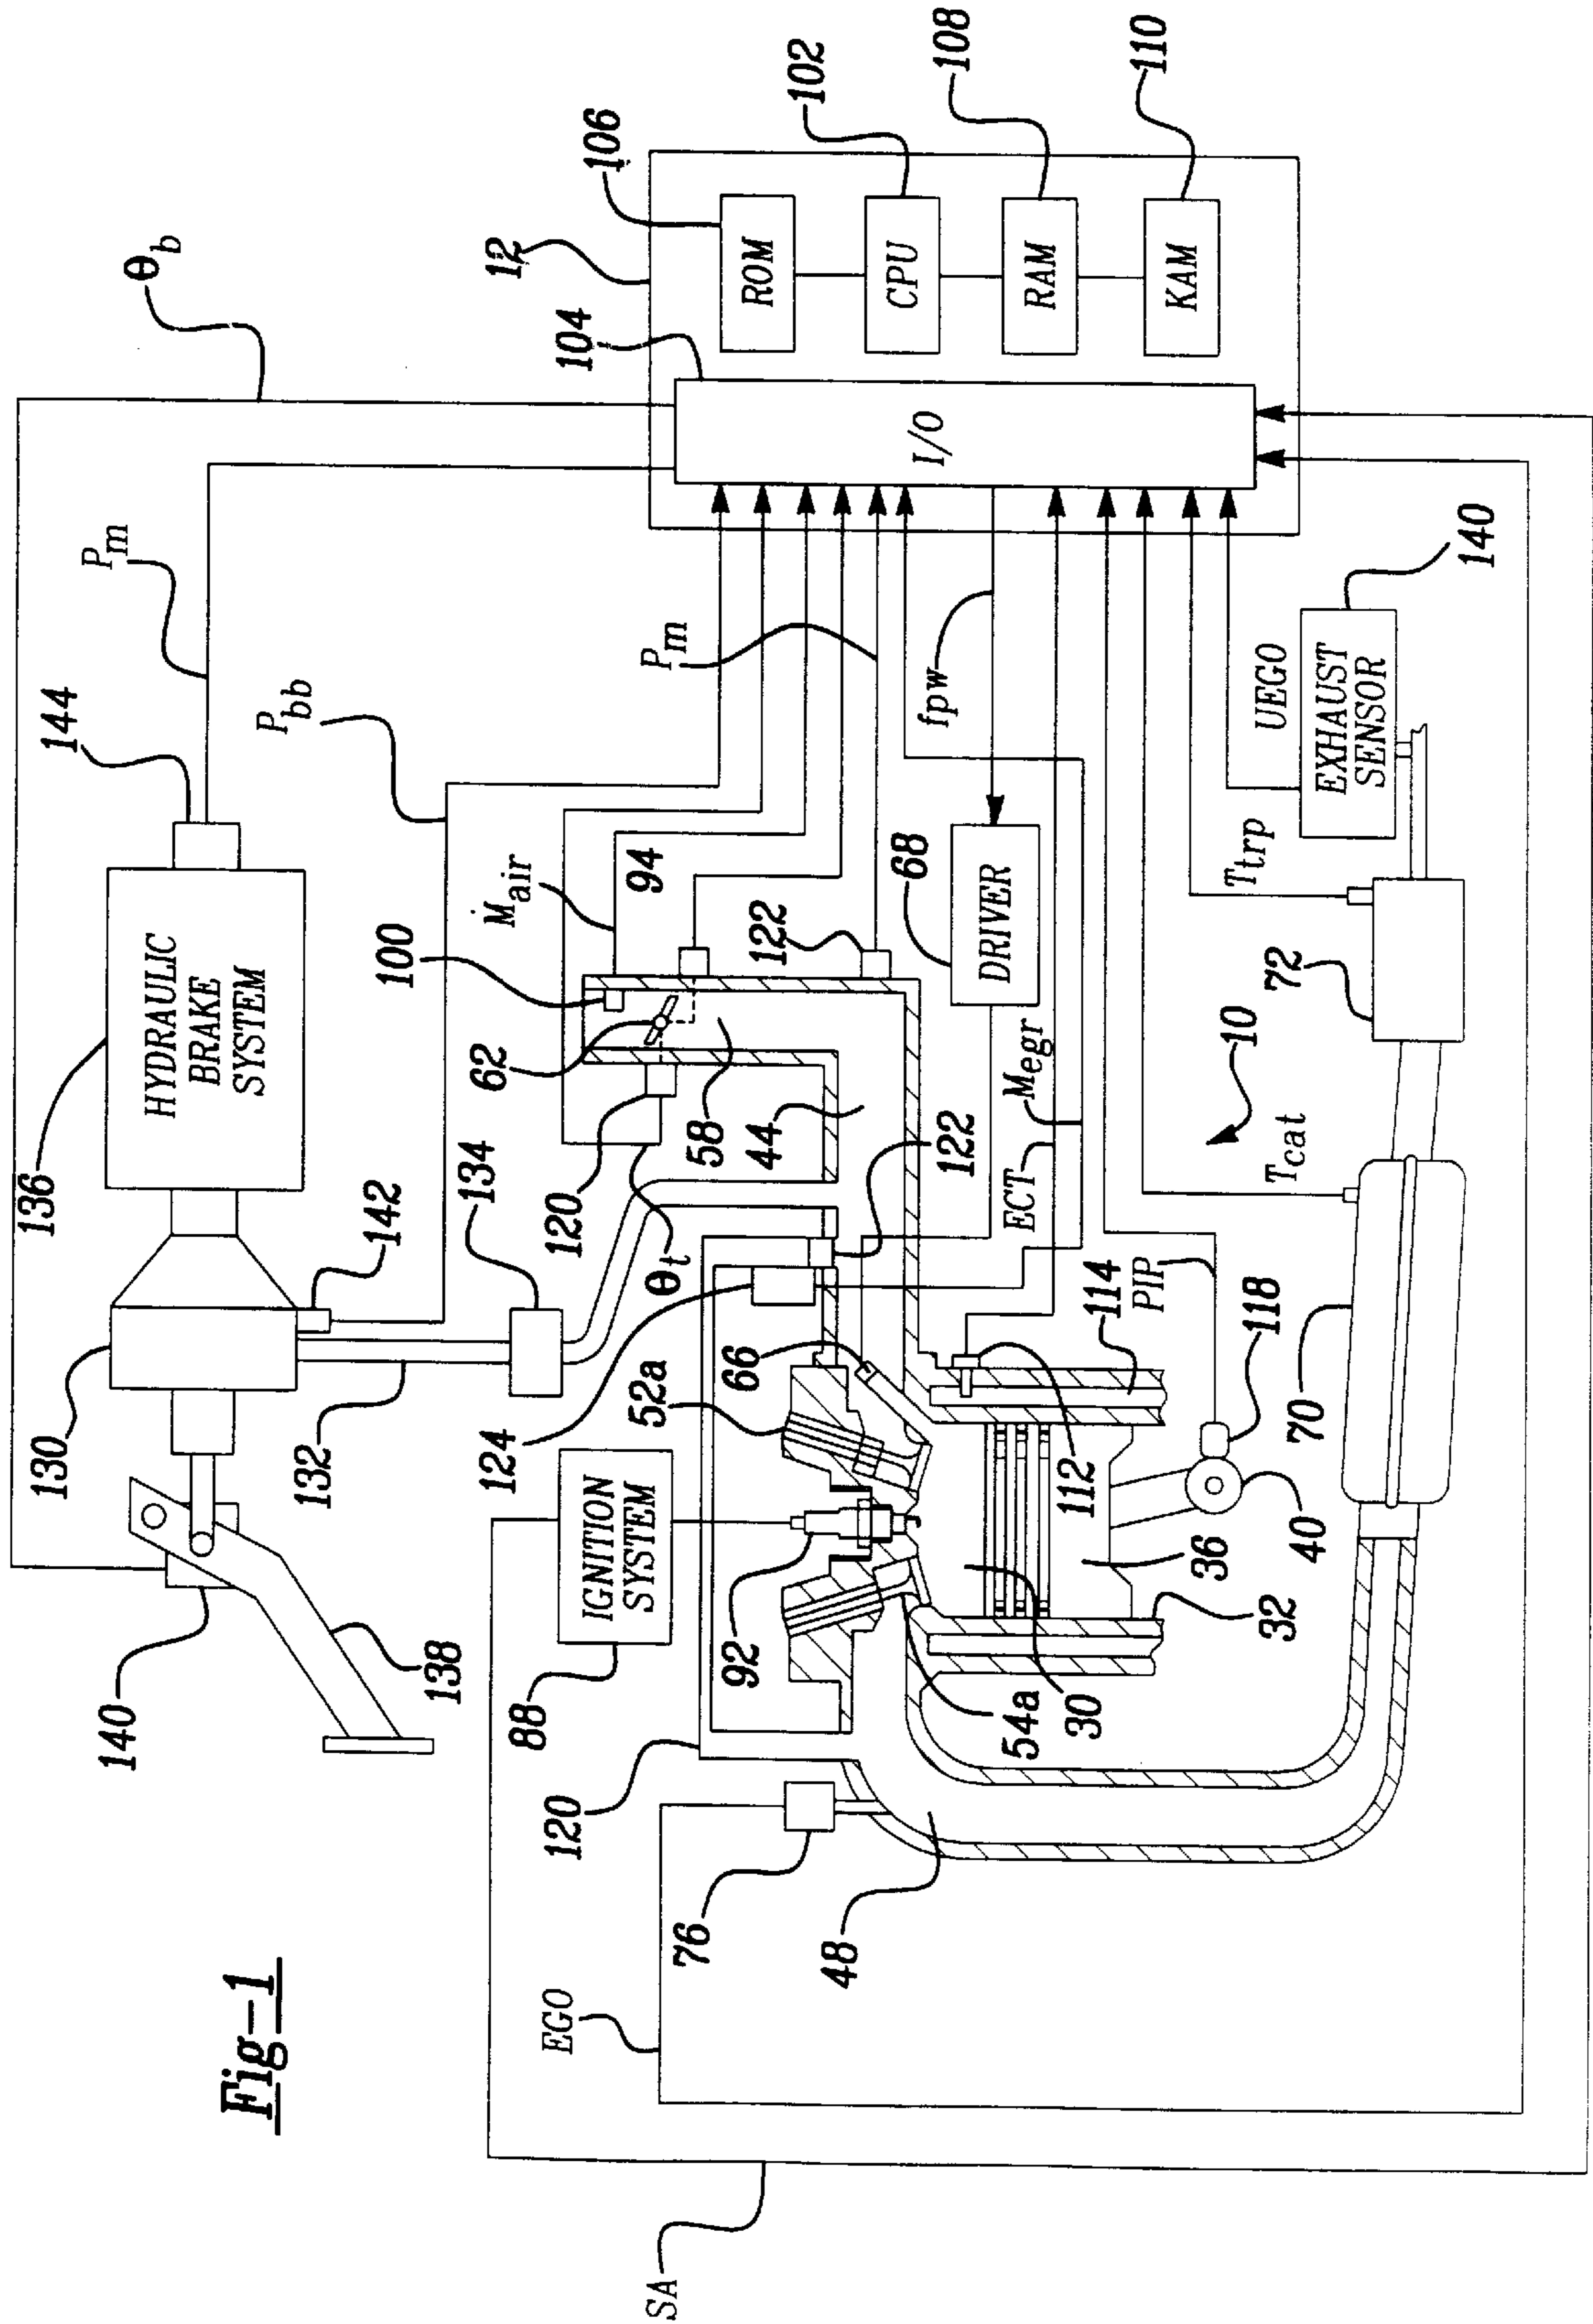 Fig-1
θb
Pm
144
Pbb
136
HYDRAULIC
BRAKE
SYSTEM
142
130
132
134
140
138
12
106
ROM
102
CPU
108
RAM
110
KAM
104
I/O
Mair
94
100
62
120
θt
58
44
122
Pm
122
fpw
68
DRIVER
Megr
ECT
124
52a
66
88
IGNITION
SYSTEM
92
120
76
48
EGO
SA
54a
30
32
36
112
114
PIP
118
40
70
Tcat
10
72
Ttrp
UEGO
EXHAUST
SENSOR
140